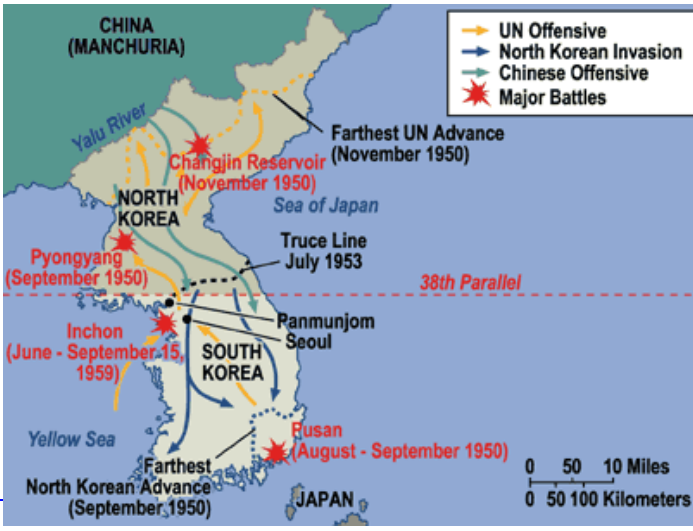 CHINA
(MANCHURIA)
UN Offensive
North Korean Invasion
Chinese Offensive
Major Battles
Yalu River
Farthest UN Advance
(November 1950)
Changjin Reservoir
(November 1950)
NORTH
KOREA
Sea of Japan
Truce Line
July 1953
Pyongyang
(September 1950)
38th Parallel
Panmunjom
Seoul
Inchon
(June - September 15,
1959)
SOUTH
KOREA
Yellow Sea
Pusan
(August - September 1950)
Farthest
North Korean Advance
(September 1950)
JAPAN
0 50 10 Miles
0 50 100 Kilometers